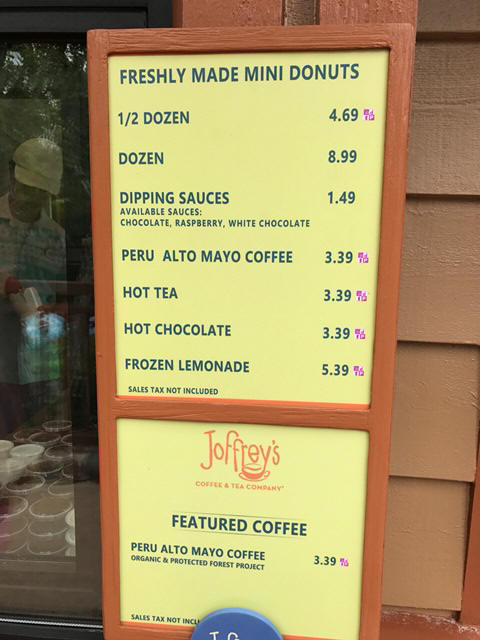 FRESHLY MADE MINI DONUTS
1/2 DOZEN 4.69
DOZEN 8.99
DIPPING SAUCES 1.49
AVAILABLE SAUCES:
CHOCOLATE, RASPBERRY, WHITE CHOCOLATE
PERU ALTO MAYO COFFEE 3.39
HOT TEA 3.39
HOT CHOCOLATE 3.39
FROZEN LEMONADE 5.39
SALES TAX NOT INCLUDED
Joffrey's
COFFEE & TEA COMPANY
FEATURED COFFEE
PERU ALTO MAYO COFFEE 3.39
ORGANIC & PROTECTED FOREST PROJECT
SALES TAX NOT